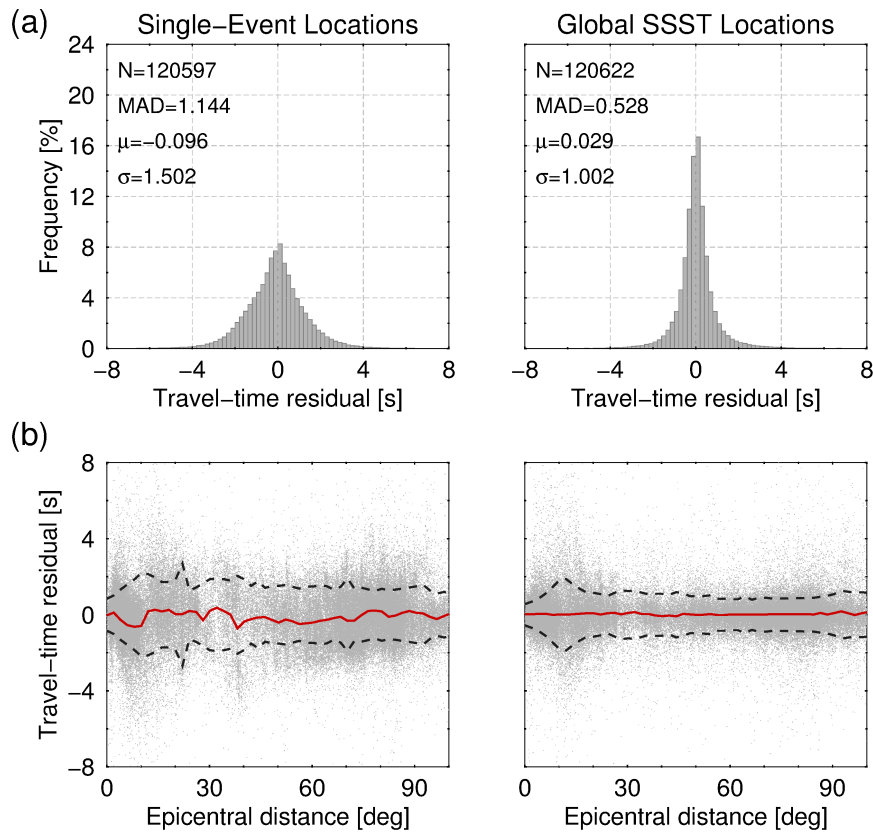 (a)
Single−Event Locations
Global SSST Locations
Frequency [%]
24
20
16
12
8
4
0
N=120597
MAD=1.144
μ=−0.096
σ=1.502
N=120622
MAD=0.528
μ=0.029
σ=1.002
−8 −4 0 4 8
−8 −4 0 4 8
Travel−time residual [s]
Travel−time residual [s]
(b)
Travel−time residual [s]
8
4
0
−4
−8
0 30 60 90
0 30 60 90
Epicentral distance [deg]
Epicentral distance [deg]